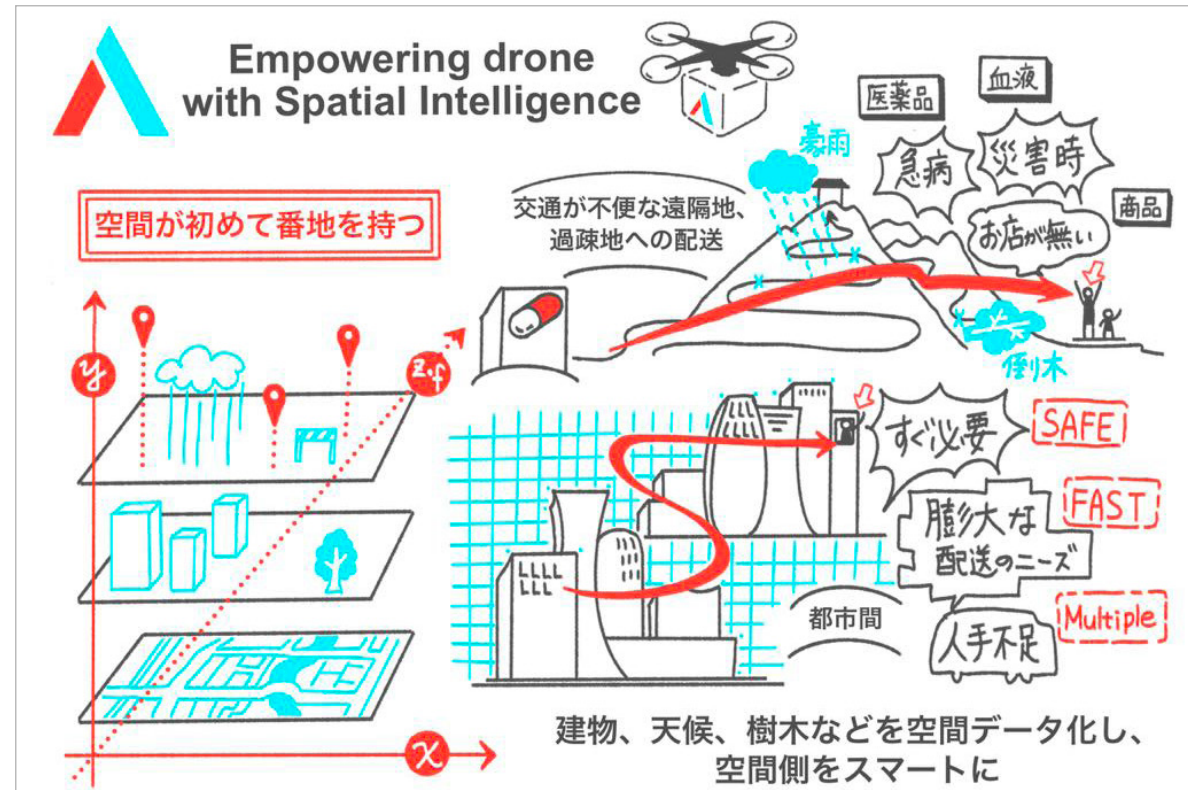 Empowering drone
with Spatial Intelligence
空間が初めて番地を持つ
y
z·f
x
交通が不便な遠隔地、
過疎地への配送
豪雨
医薬品
血液
急病
災害時
商品
お店が無い
倒木
すぐ必要
SAFE
膨大な
配送のニーズ
FAST
都市間
人手不足
Multiple
建物、天候、樹木などを空間データ化し、
空間側をスマートに